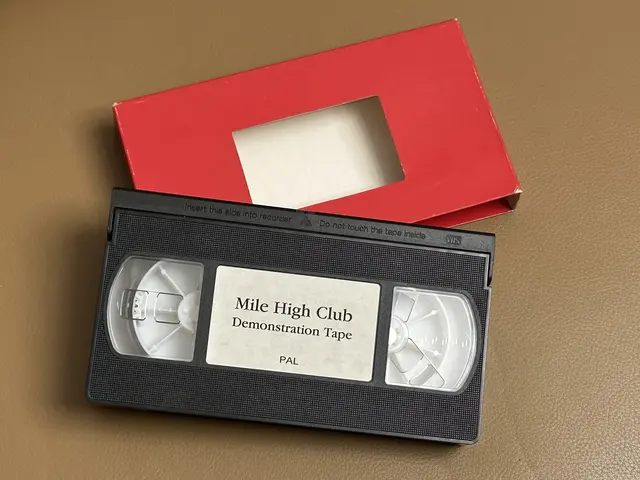 Insert this side into recorder Do not touch the tape inside VHS
Mile High Club
Demonstration Tape
PAL